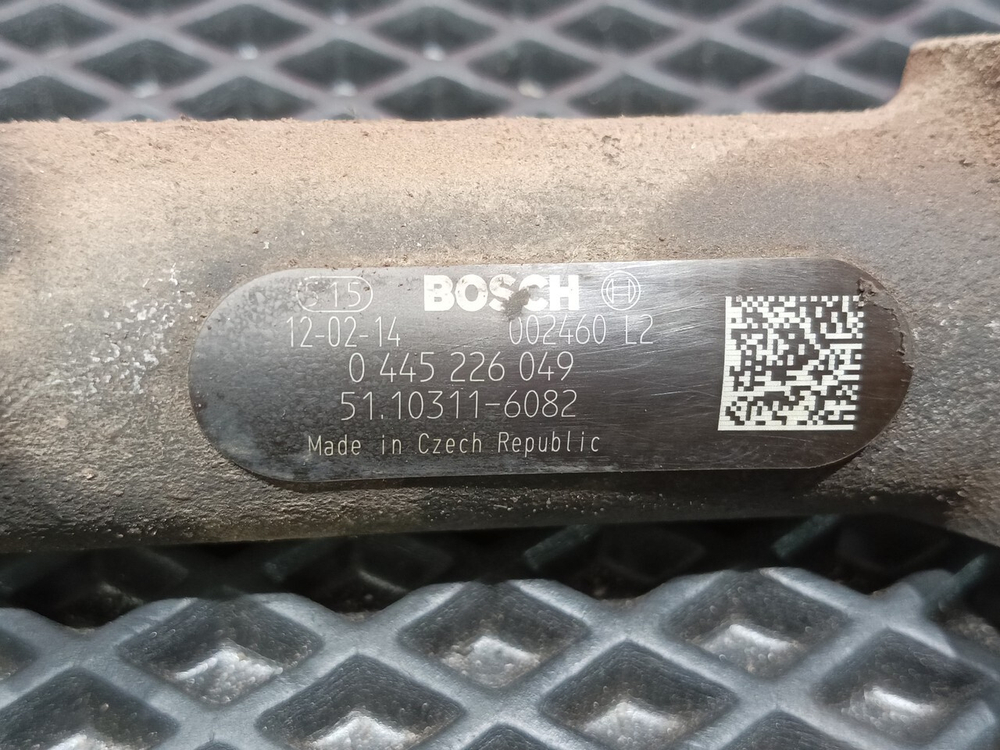 S 15 BOSCH
12-02-14 002460 L2
0 445 226 049
51.10311-6082
Made in Czech Republic